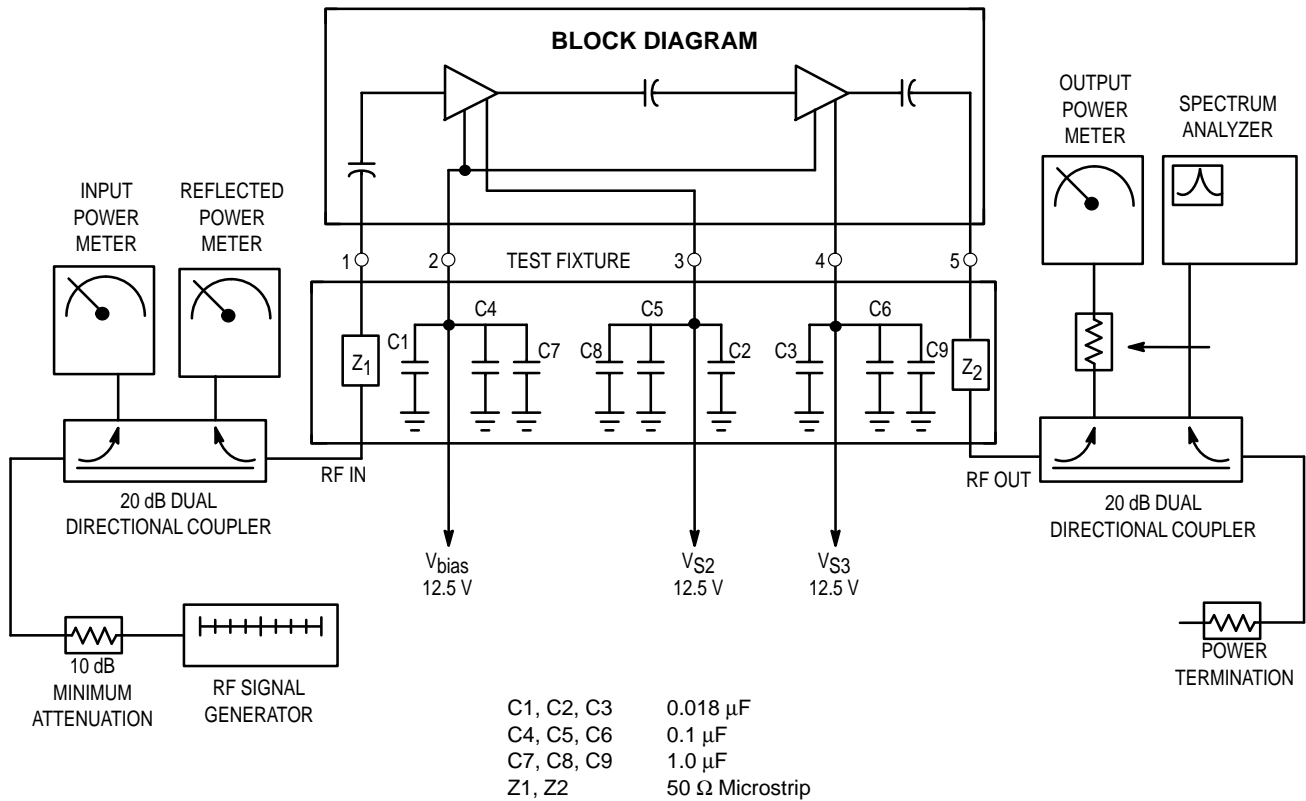 BLOCK DIAGRAM
OUTPUT
POWER
METER
SPECTRUM
ANALYZER
INPUT
POWER
METER
REFLECTED
POWER
METER
1
2
TEST FIXTURE
3
4
5
Z1
C1
C4
C7
C8
C5
C2
C3
C6
C9
Z2
RF IN
RF OUT
20 dB DUAL
DIRECTIONAL COUPLER
20 dB DUAL
DIRECTIONAL COUPLER
Vbias
12.5 V
VS2
12.5 V
VS3
12.5 V
10 dB
MINIMUM
ATTENUATION
RF SIGNAL
GENERATOR
POWER
TERMINATION
C1, C2, C3 0.018 μF
C4, C5, C6 0.1 μF
C7, C8, C9 1.0 μF
Z1, Z2 50 Ω Microstrip